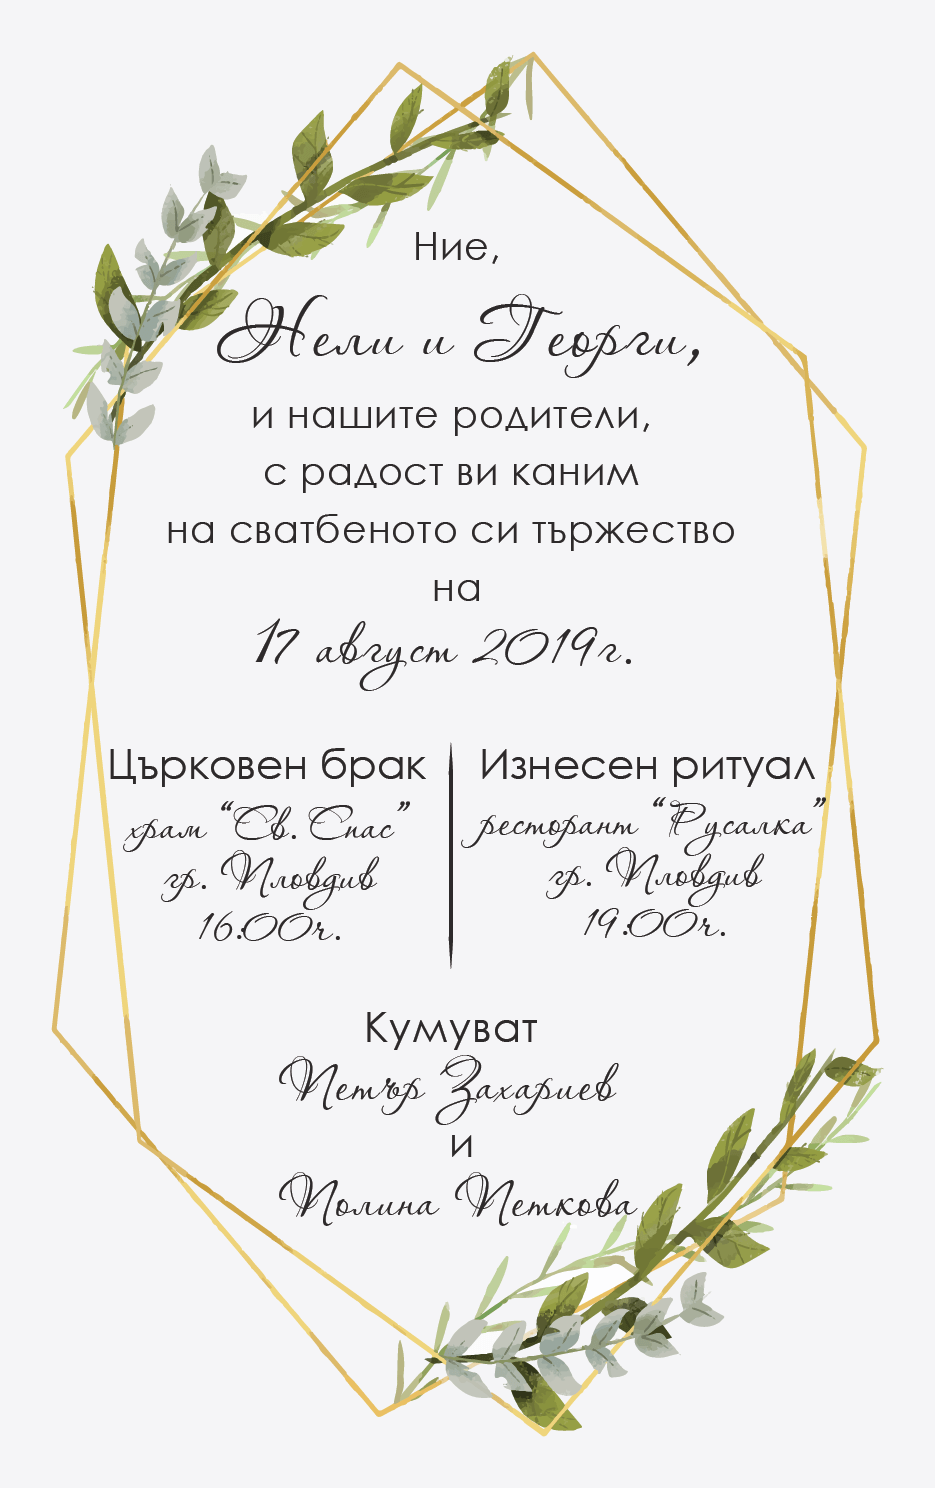 Ние,
Нели и Георги,
и нашите родители,
с радост ви каним
на сватбеното си тържество
на
17 август 2019г.
Църковен брак
храм “Св. Спас”
гр. Пловдив
16:00ч.
Изнесен ритуал
ресторант “Русалка”
гр. Пловдив
19:00ч.
Кумуват
Петър Захариев
и
Полина Петкова